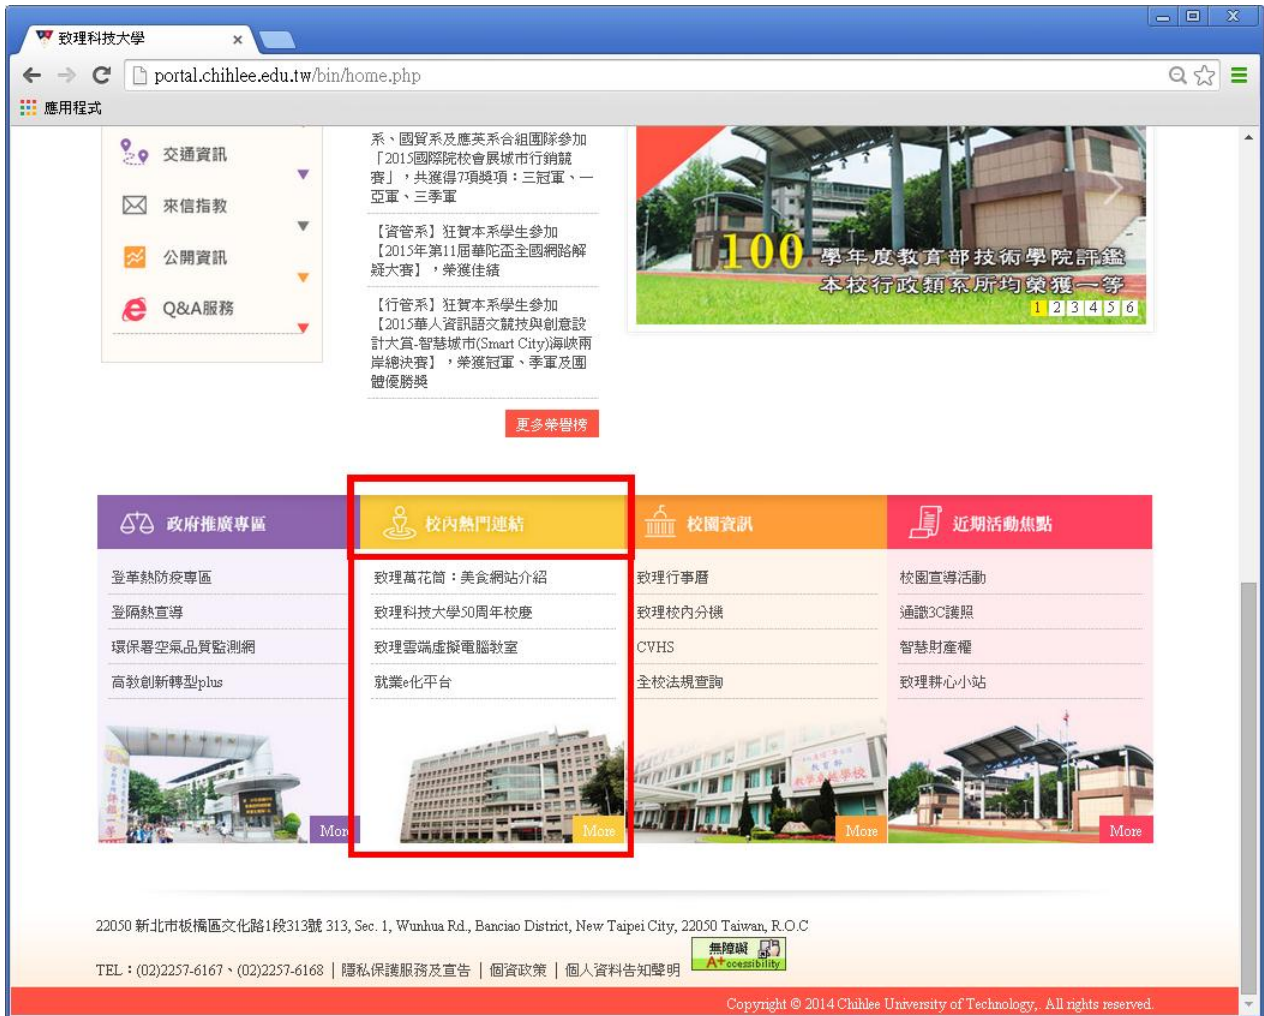 致理科技大學
portal.chihlee.edu.tw/bin/home.php
應用程式
交通資訊
來信指教
公開資訊
Q&A服務
系、國貿系及應英系合組團隊參加
「2015國際院校會展城市行銷競
賽」，共獲得7項獎項：三冠軍、一
亞軍、三季軍
【資管系】狂賀本系學生參加
【2015年第11屆華陀盃全國網路解
疑大賽】，榮獲佳績
【行管系】狂賀本系學生參加
【2015華人資訊語文競技與創意設
計大賞-智慧城市(Smart City)海峽兩
岸總決賽】，榮獲冠軍、季軍及團
體優勝獎
更多榮譽榜
100 學年度教育部技術學院評鑑
本校行政類系所均榮獲一等
1 2 3 4 5 6
政府推廣專區
登革熱防疫專區
登隔熱宣導
環保署空氣品質監測網
高教創新轉型plus
More
校內熱門連結
致理萬花筒：美食網站介紹
致理科技大學50周年校慶
致理雲端虛擬電腦教室
就業e化平台
More
校園資訊
致理行事曆
致理校內分機
CVHS
全校法規查詢
More
近期活動焦點
校園宣導活動
通識3C護照
智慧財產權
致理耕心小站
More
22050 新北市板橋區文化路1段313號 313, Sec. 1, Wunhua Rd., Banciao District, New Taipei City, 22050 Taiwan, R.O.C
TEL：(02)2257-6167、(02)2257-6168 | 隱私保護服務及宣告 | 個資政策 | 個人資料告知聲明
無障礙
A+ccessibility
Copyright © 2014 Chihlee University of Technology,. All rights reserved.